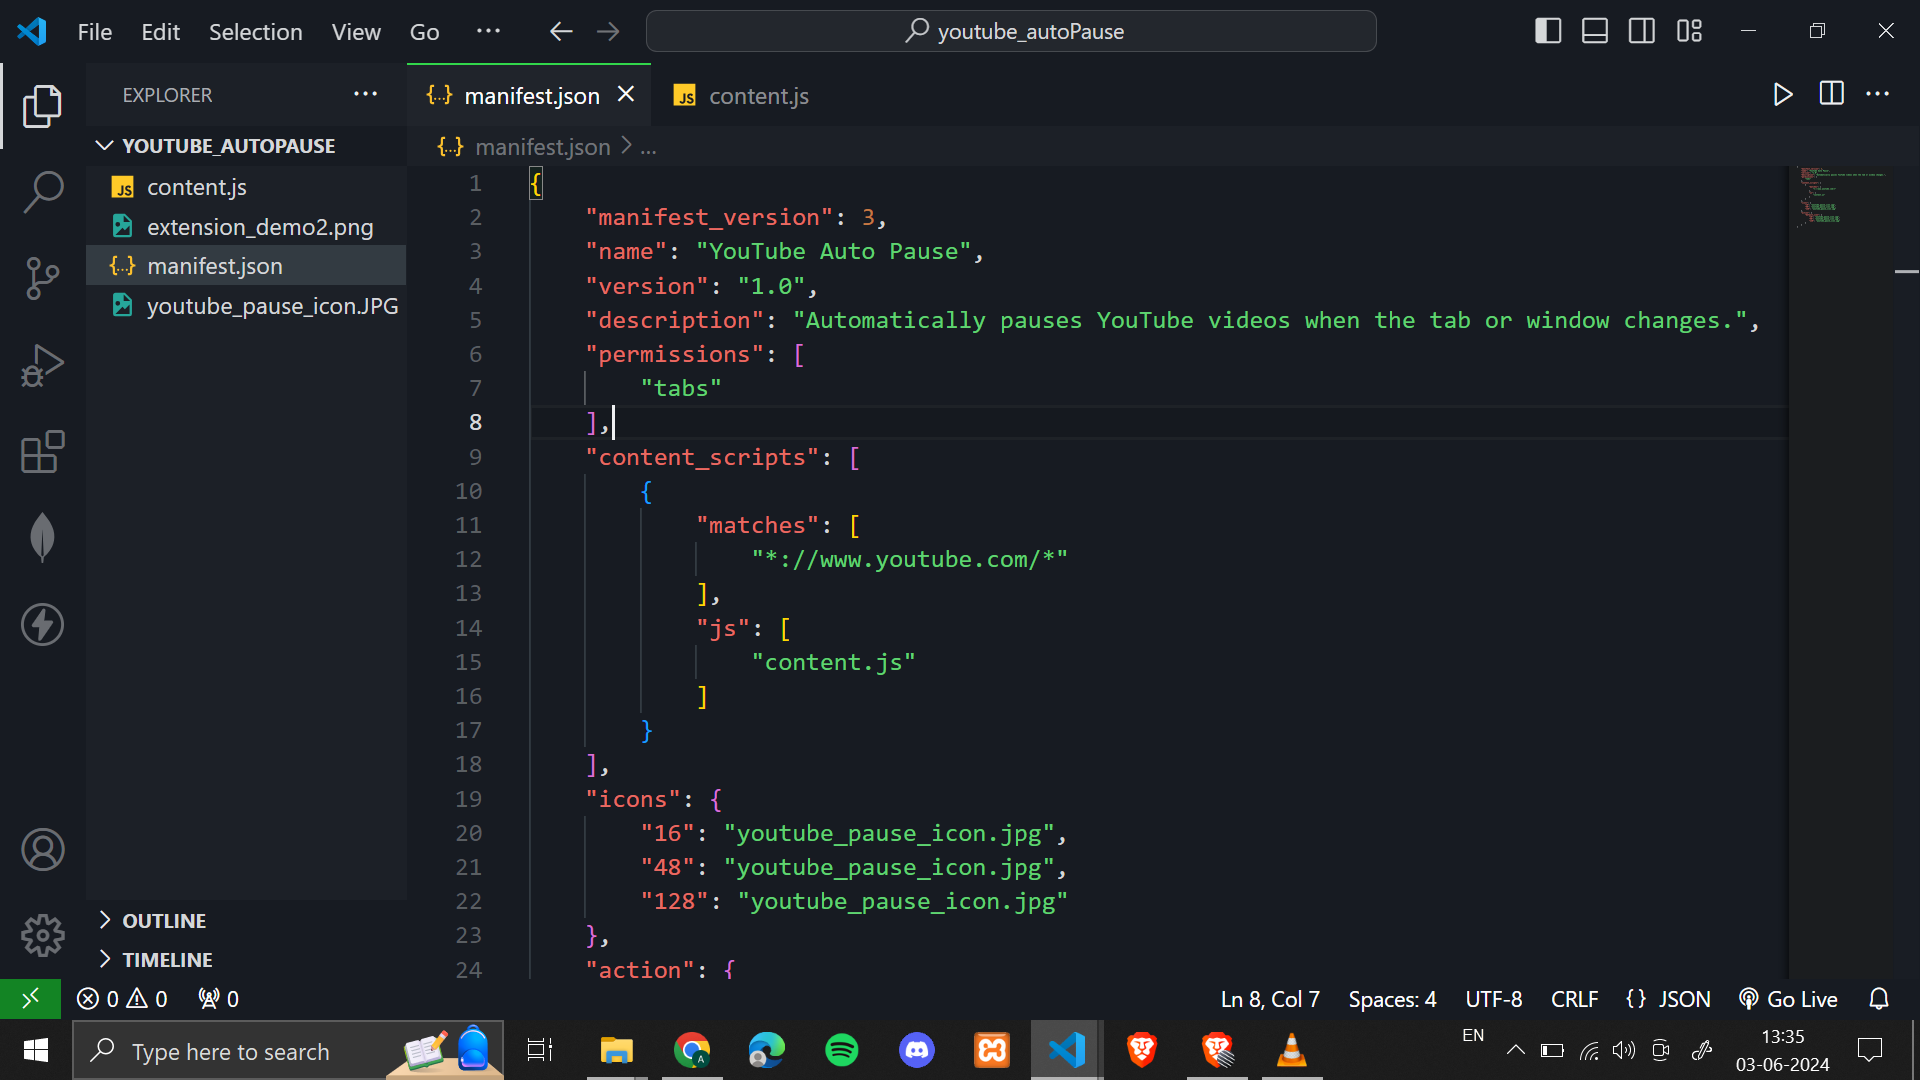 File Edit Selection View Go ··· youtube_autoPause
EXPLORER ···
YOUTUBE_AUTOPAUSE
JS content.js
extension_demo2.png
{..} manifest.json
youtube_pause_icon.JPG
OUTLINE
TIMELINE
{..} manifest.json JS content.js
{..} manifest.json > ...
1 {
2 "manifest_version": 3,
3 "name": "YouTube Auto Pause",
4 "version": "1.0",
5 "description": "Automatically pauses YouTube videos when the tab or window changes.",
6 "permissions": [
7 "tabs"
8 ],
9 "content_scripts": [
10 {
11 "matches": [
12 "*://www.youtube.com/*"
13 ],
14 "js": [
15 "content.js"
16 ]
17 }
18 ],
19 "icons": {
20 "16": "youtube_pause_icon.jpg",
21 "48": "youtube_pause_icon.jpg",
22 "128": "youtube_pause_icon.jpg"
23 },
24 "action": {
0 0 0 Ln 8, Col 7 Spaces: 4 UTF-8 CRLF {} JSON Go Live
Type here to search A EN 13:35
03-06-2024